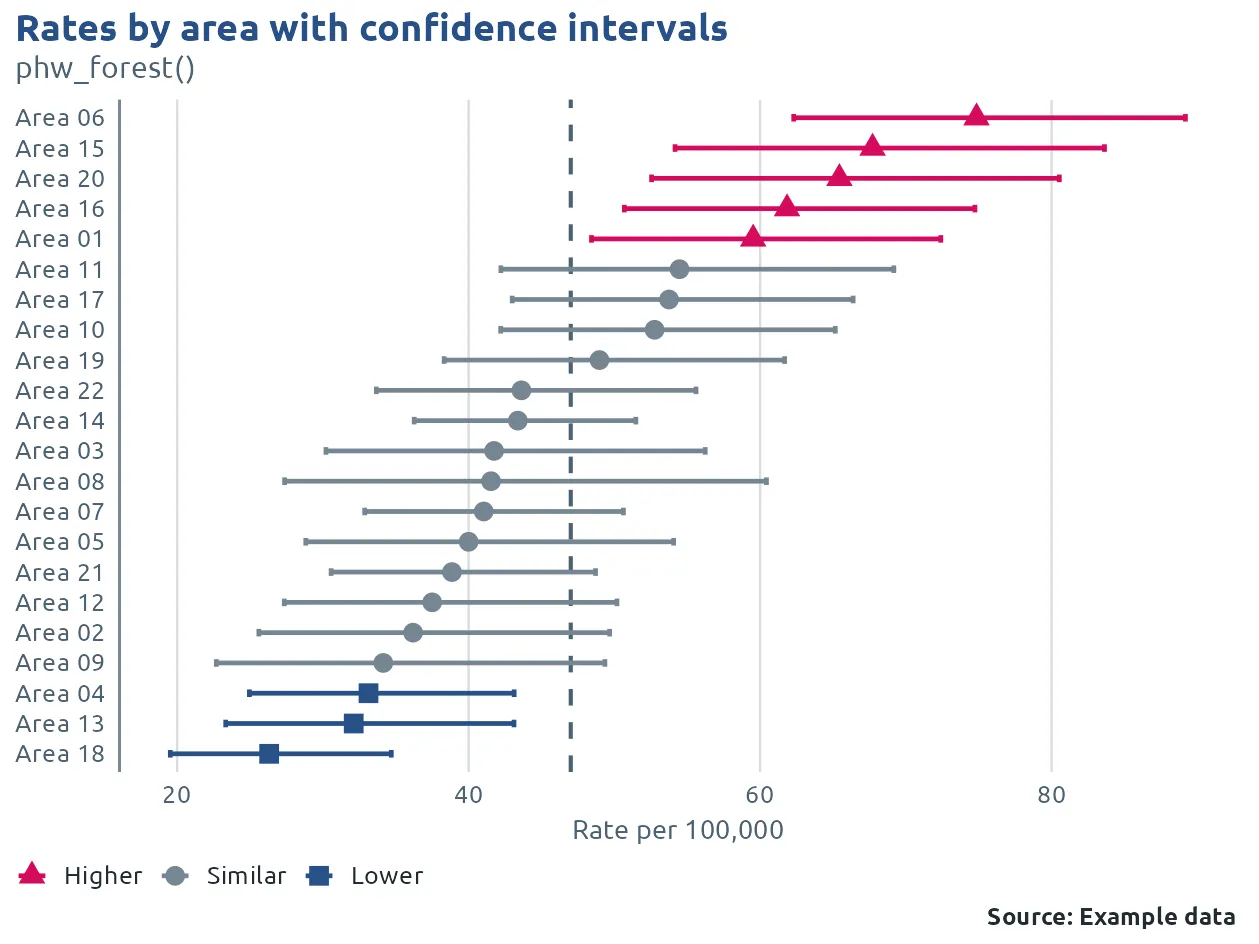 Rates by area with confidence intervals
phw_forest()
Area 06
Area 15
Area 20
Area 16
Area 01
Area 11
Area 17
Area 10
Area 19
Area 22
Area 14
Area 03
Area 08
Area 07
Area 05
Area 21
Area 12
Area 02
Area 09
Area 04
Area 13
Area 18
20 40 60 80
Rate per 100,000
Higher Similar Lower
Source: Example data